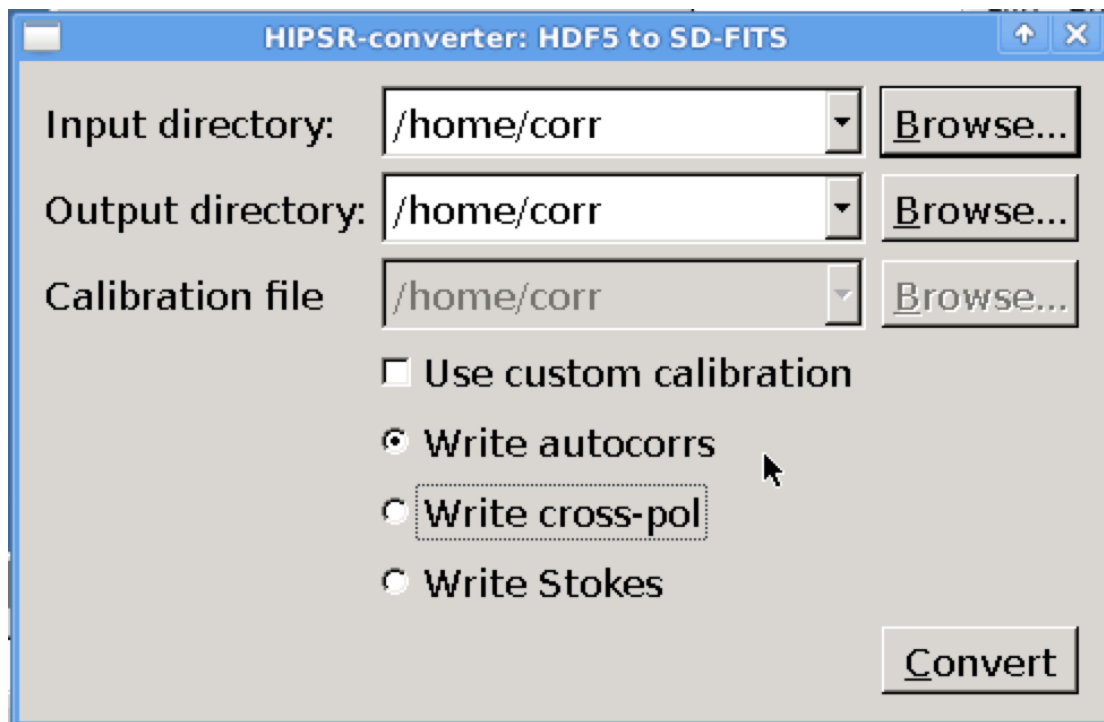 HIPSR-converter: HDF5 to SD-FITS
Input directory: /home/corr Browse...
Output directory: /home/corr Browse...
Calibration file /home/corr Browse...
Use custom calibration
Write autocorrs
Write cross-pol
Write Stokes
Convert